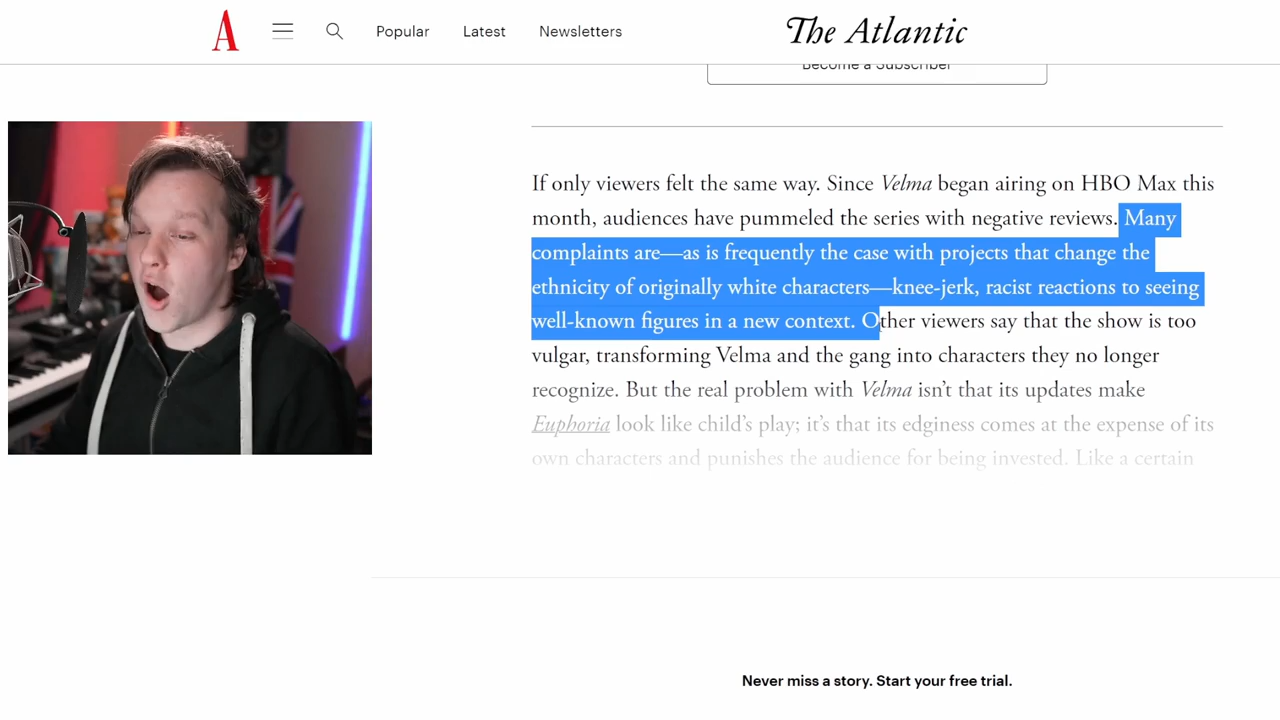 A Popular Latest Newsletters The Atlantic
Become a Subscriber
If only viewers felt the same way. Since Velma began airing on HBO Max this
month, audiences have pummeled the series with negative reviews. Many
complaints are—as is frequently the case with projects that change the
ethnicity of originally white characters—knee-jerk, racist reactions to seeing
well-known figures in a new context. Other viewers say that the show is too
vulgar, transforming Velma and the gang into characters they no longer
recognize. But the real problem with Velma isn’t that its updates make
Euphoria look like child’s play; it’s that its edginess comes at the expense of its
own characters and punishes the audience for being invested. Like a certain
Never miss a story. Start your free trial.